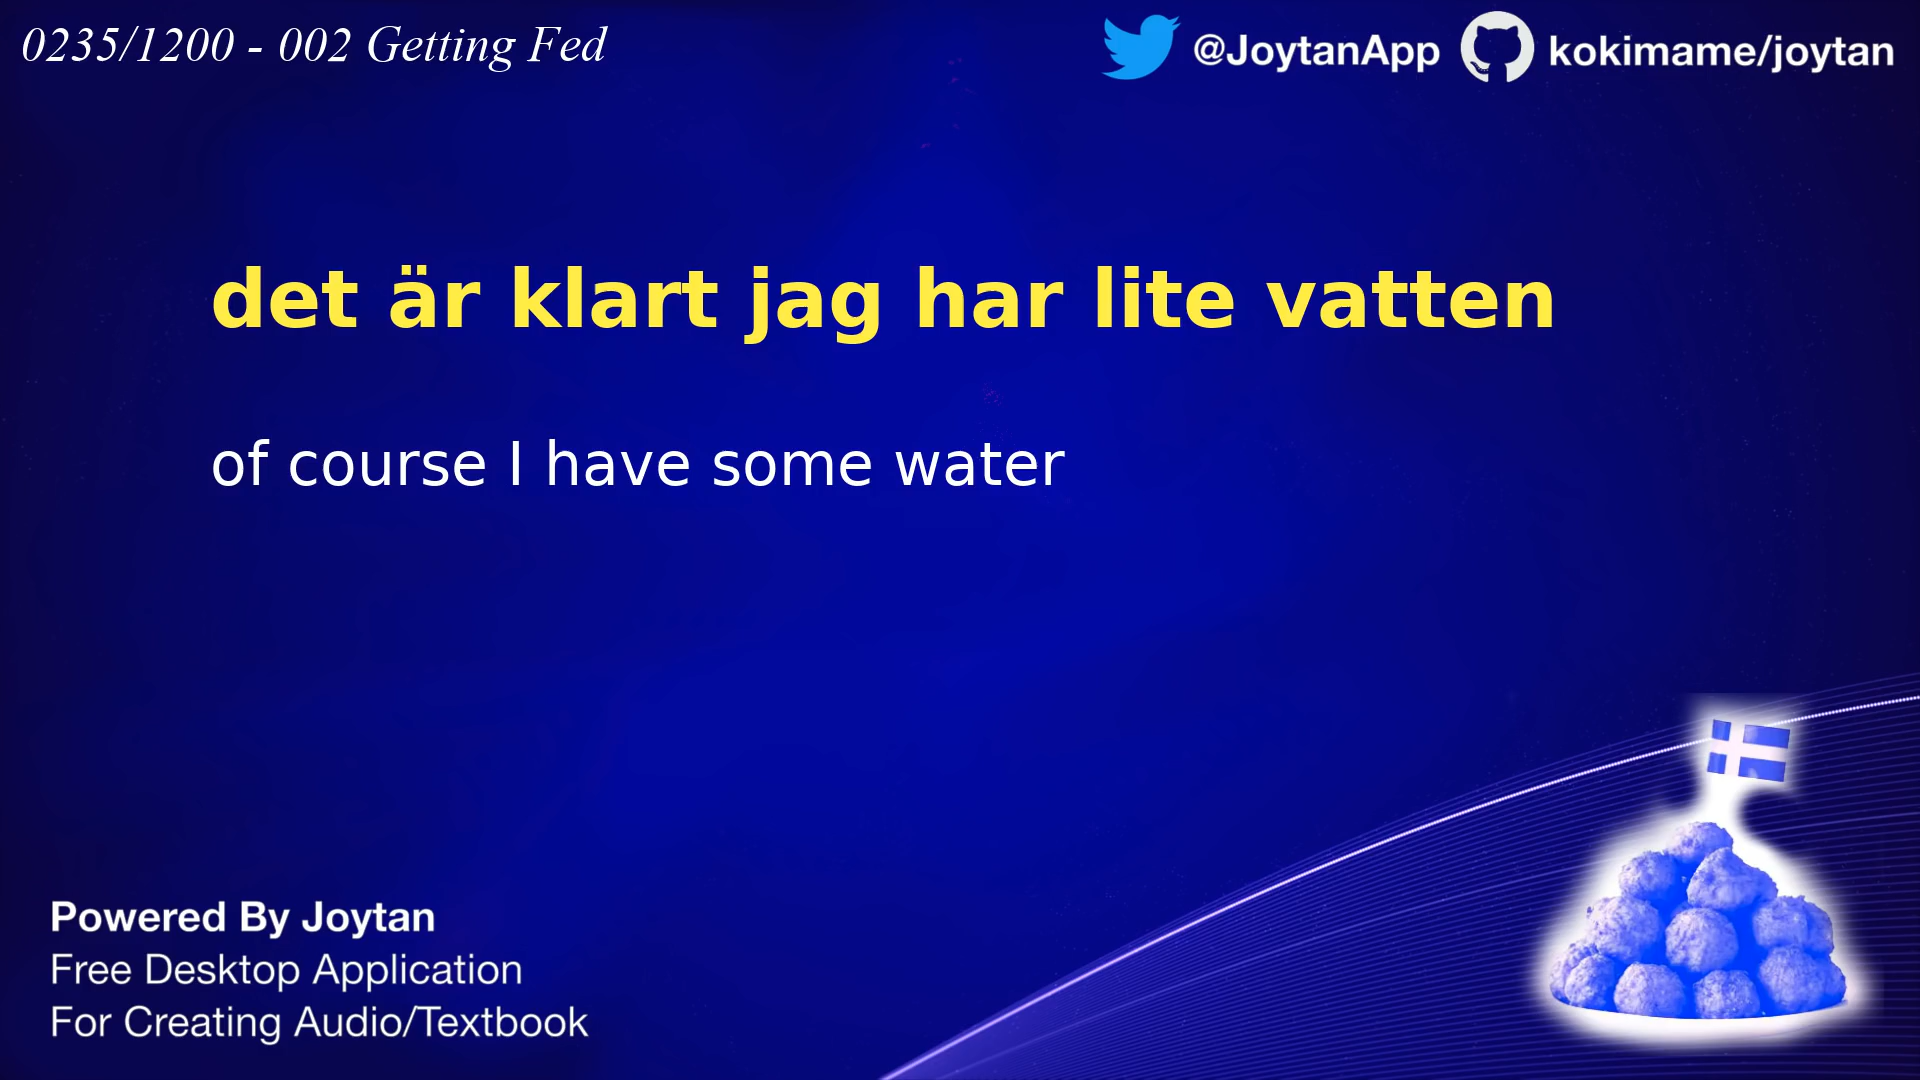 0235/1200 - 002 Getting Fed
@JoytanApp
kokimame/joytan
det är klart jag har lite vatten
of course I have some water
Powered By Joytan
Free Desktop Application
For Creating Audio/Textbook